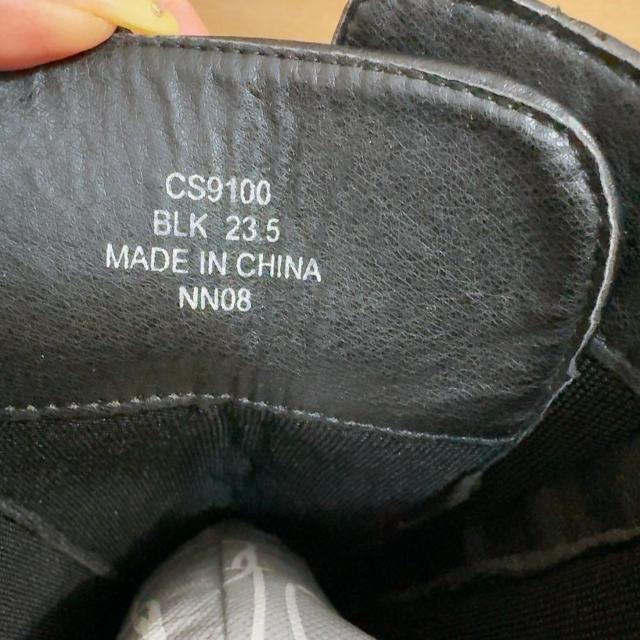 CS9100
BLK 23.5
MADE IN CHINA
NN08